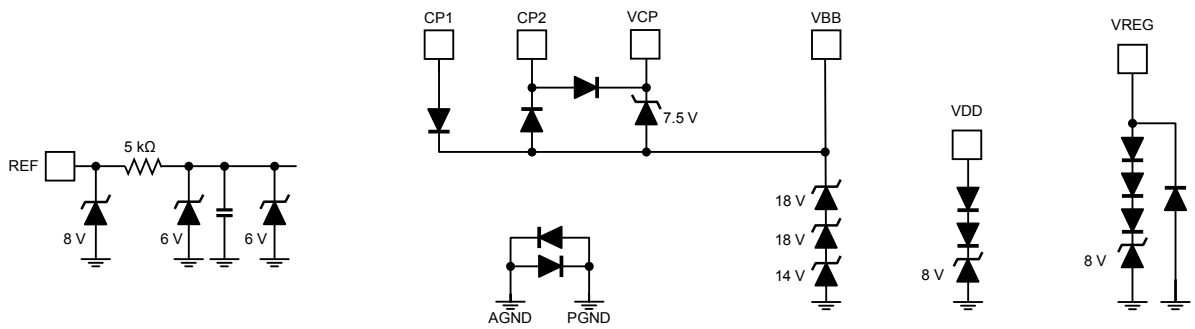 CP1
CP2
VCP
VBB
VREG
7.5 V
VDD
5 kΩ
REF
8 V
6 V
6 V
18 V
18 V
14 V
8 V
8 V
AGND
PGND